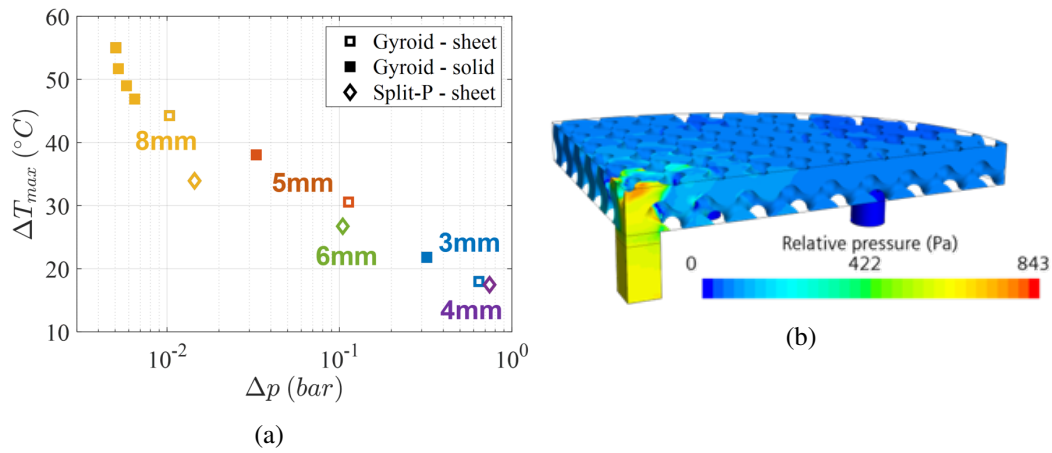 60
50
40
30
20
10
ΔT_max (°C)
10^-2
10^-1
10^0
Δp (bar)
Gyroid - sheet
Gyroid - solid
Split-P - sheet
8mm
5mm
6mm
3mm
4mm
(a)
Relative pressure (Pa)
0 422 843
(b)